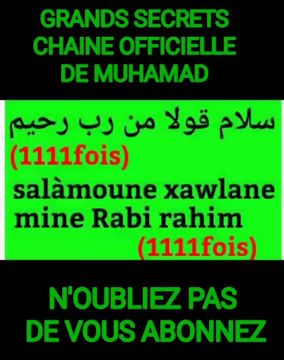 GRANDS SECRETS
CHAINE OFFICIELLE
DE MUHAMAD
سلام قولا من رب رحيم
(1111fois)
salàmoune xawlane
mine Rabi rahim
(1111fois)
N'OUBLIEZ PAS
DE VOUS ABONNEZ